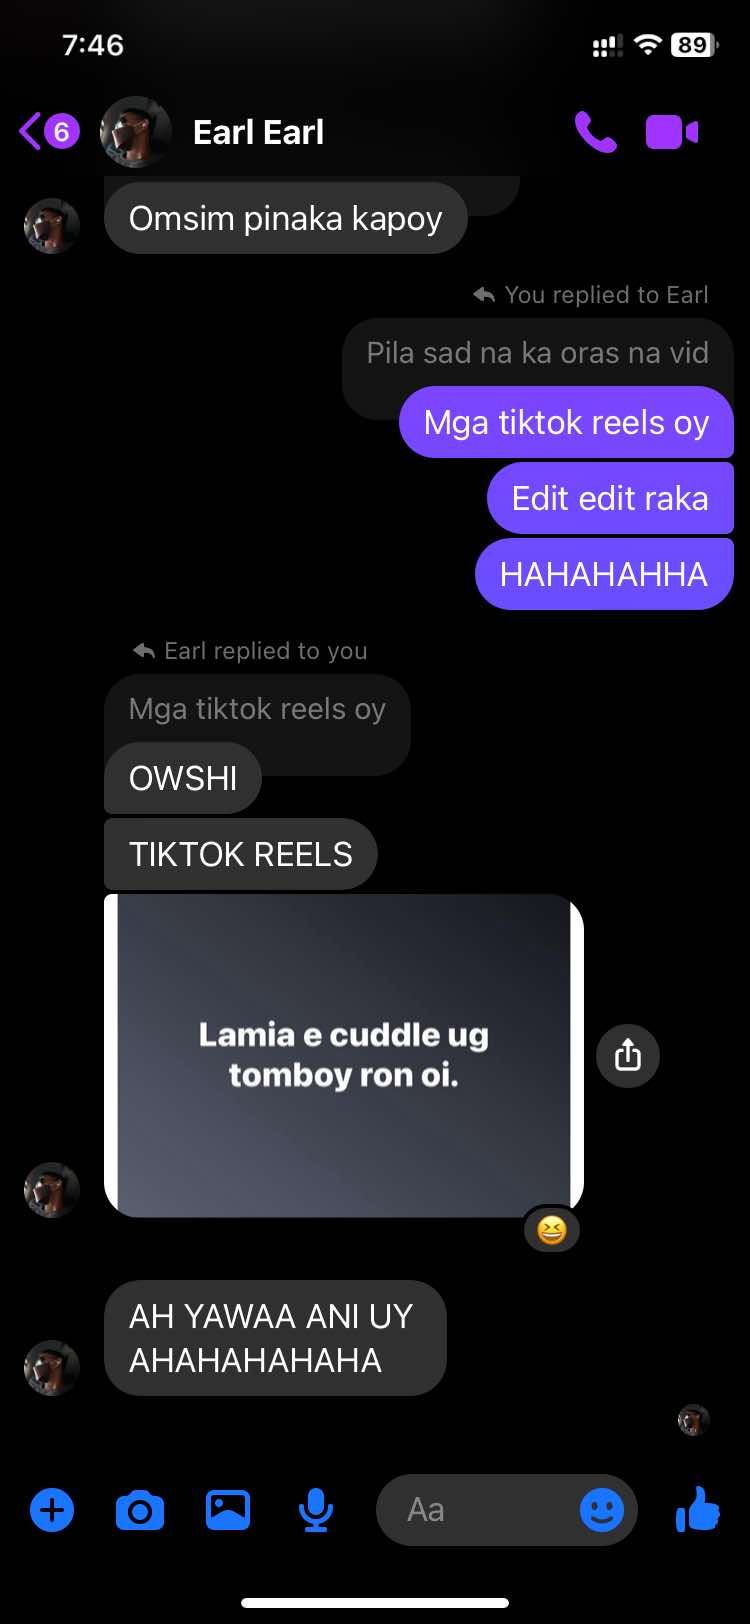 7:46
89
6
Earl Earl
Omsim pinaka kapoy
You replied to Earl
Pila sad na ka oras na vid
Mga tiktok reels oy
Edit edit raka
HAHAHAHHA
Earl replied to you
Mga tiktok reels oy
OWSHI
TIKTOK REELS
Lamia e cuddle ug
tomboy ron oi.
AH YAWAA ANI UY
AHAHAHAHAHA
Aa